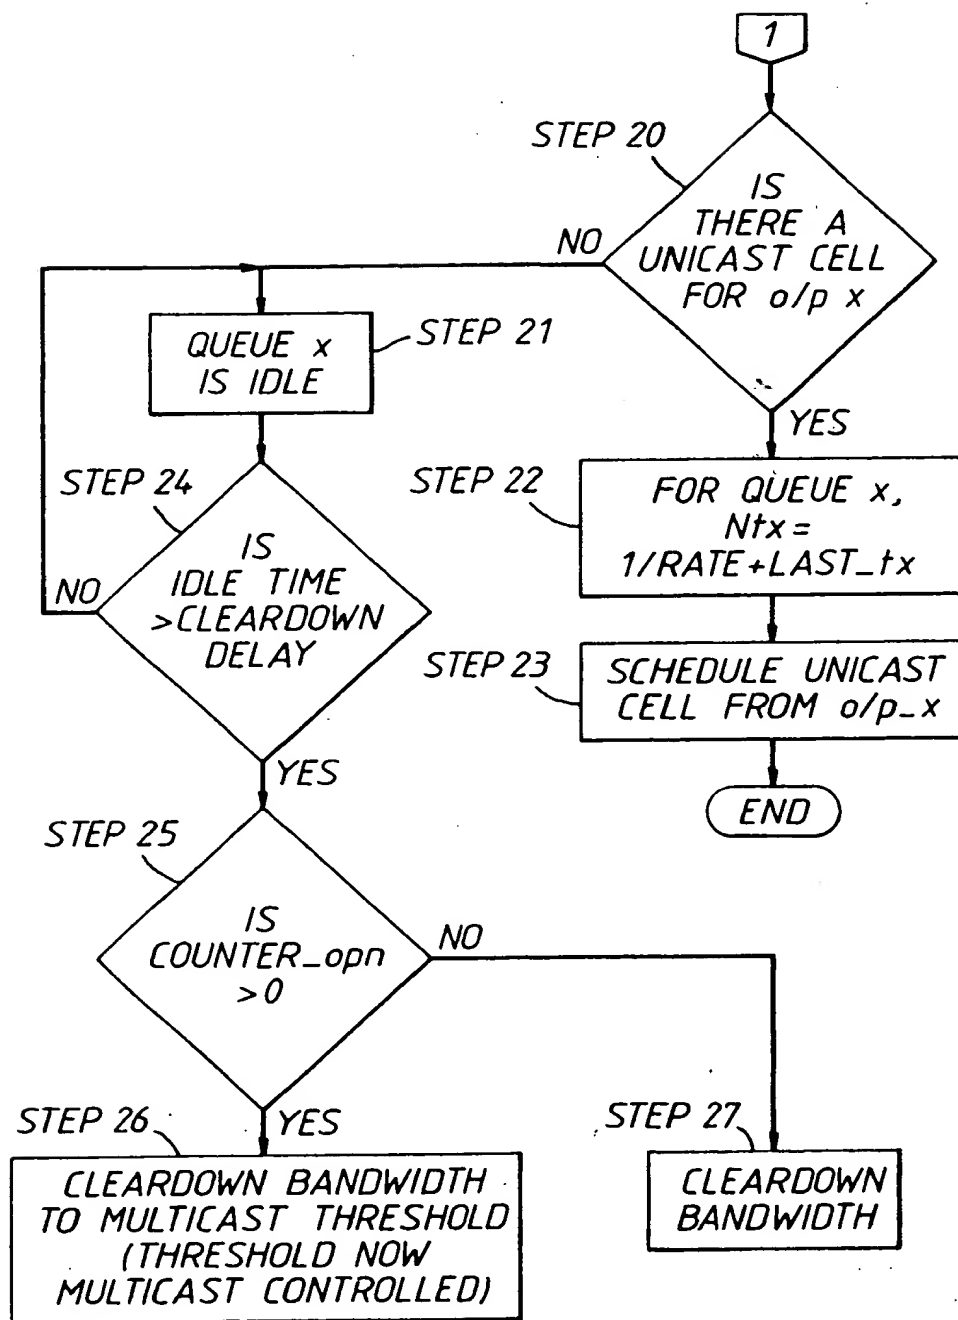 1
STEP 20
IS
THERE A
UNICAST CELL
FOR o/p x
NO
YES
QUEUE x
IS IDLE
STEP 21
STEP 24
IS
IDLE TIME
>CLEARDOWN
DELAY
NO
YES
STEP 22
FOR QUEUE x,
Ntx =
1/RATE+LAST_tx
STEP 23
SCHEDULE UNICAST
CELL FROM o/p_x
END
STEP 25
IS
COUNTER_opn
>0
NO
YES
STEP 26
CLEARDOWN BANDWIDTH
TO MULTICAST THRESHOLD
(THRESHOLD NOW
MULTICAST CONTROLLED)
STEP 27
CLEARDOWN
BANDWIDTH